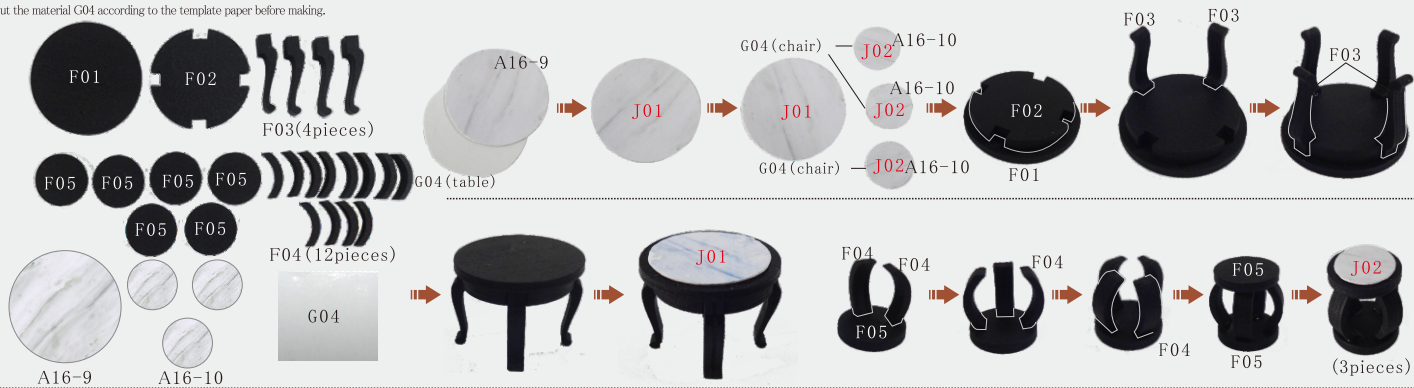 ut the material G04 according to the template paper before making.
F01
F02
F03(4pieces)
F05
F05
F05
F05
F05
F05
F04(12pieces)
G04
A16-9
A16-10
A16-9
G04(table)
J01
J01
G04(chair)
J02
A16-10
A16-10
J02
G04(chair)
J02
A16-10
F02
F01
F03
F03
F03
J01
F04
F04
F05
F04
F04
F05
F05
J02
(3pieces)